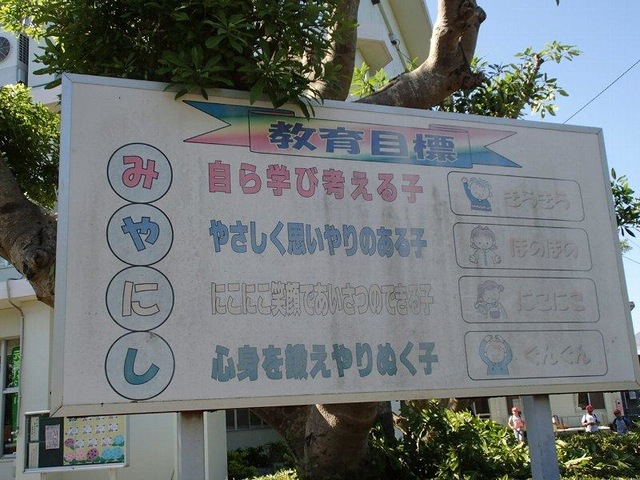 教育目標
み 自ら学び考える子 きらきら
や やさしく思いやりのある子 ほのぼの
に にこにこ笑顔であいさつのできる子 にこにこ
し 心身を鍛えやりぬく子 ぐんぐん